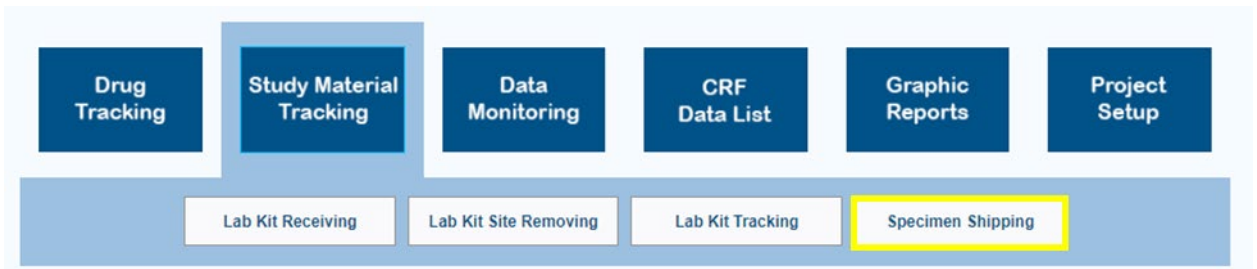 Drug
Tracking
Study Material
Tracking
Data
Monitoring
CRF
Data List
Graphic
Reports
Project
Setup
Lab Kit Receiving
Lab Kit Site Removing
Lab Kit Tracking
Specimen Shipping